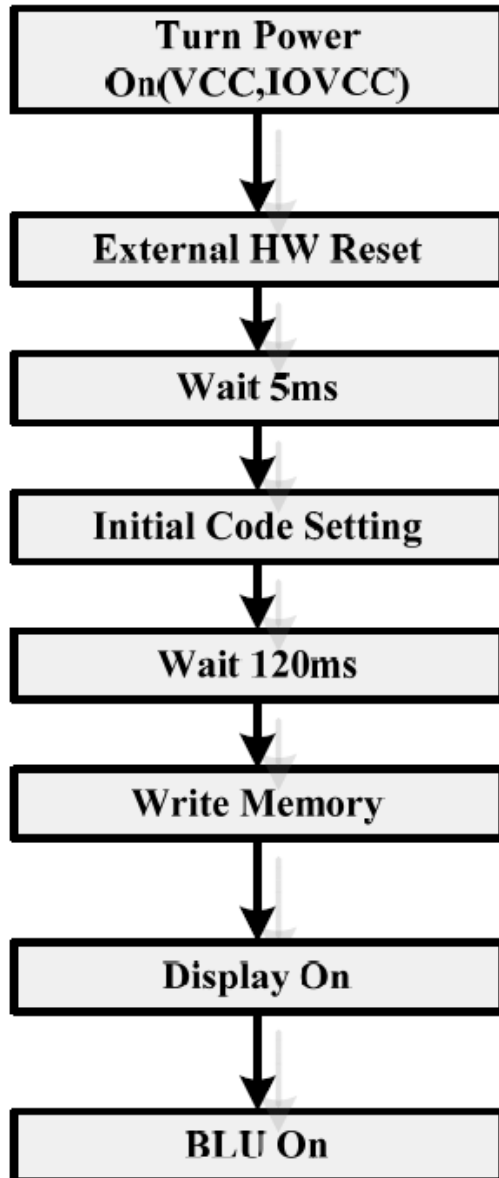 Turn Power
On(VCC,IOVCC)
External HW Reset
Wait 5ms
Initial Code Setting
Wait 120ms
Write Memory
Display On
BLU On